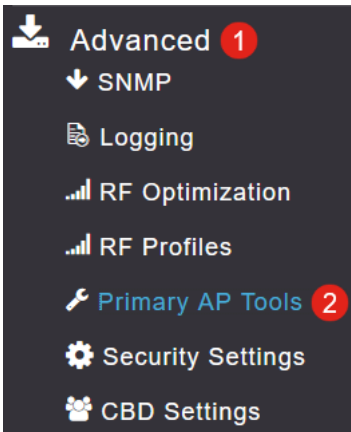 Advanced 1
SNMP
Logging
RF Optimization
RF Profiles
Primary AP Tools 2
Security Settings
CBD Settings